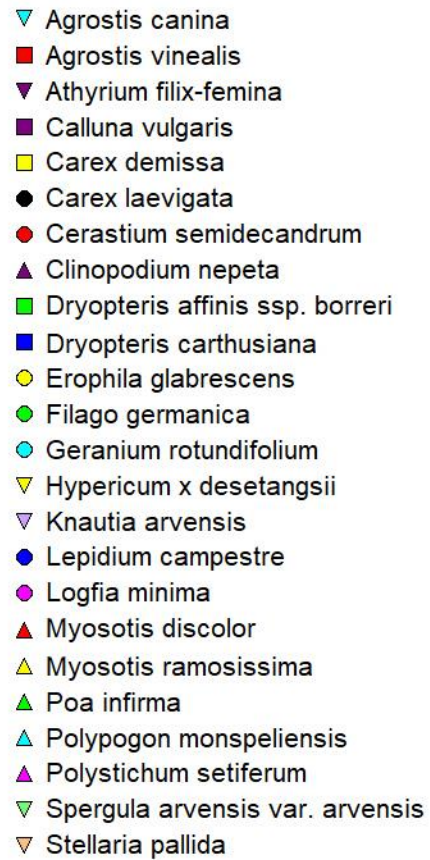 Agrostis canina
Agrostis vinealis
Athyrium filix-femina
Calluna vulgaris
Carex demissa
Carex laevigata
Cerastium semidecandrum
Clinopodium nepeta
Dryopteris affinis ssp. borreri
Dryopteris carthusiana
Erophila glabrescens
Filago germanica
Geranium rotundifolium
Hypericum x desetangsii
Knautia arvensis
Lepidium campestre
Logfia minima
Myosotis discolor
Myosotis ramosissima
Poa infirma
Polypogon monspeliensis
Polystichum setiferum
Spergula arvensis var. arvensis
Stellaria pallida